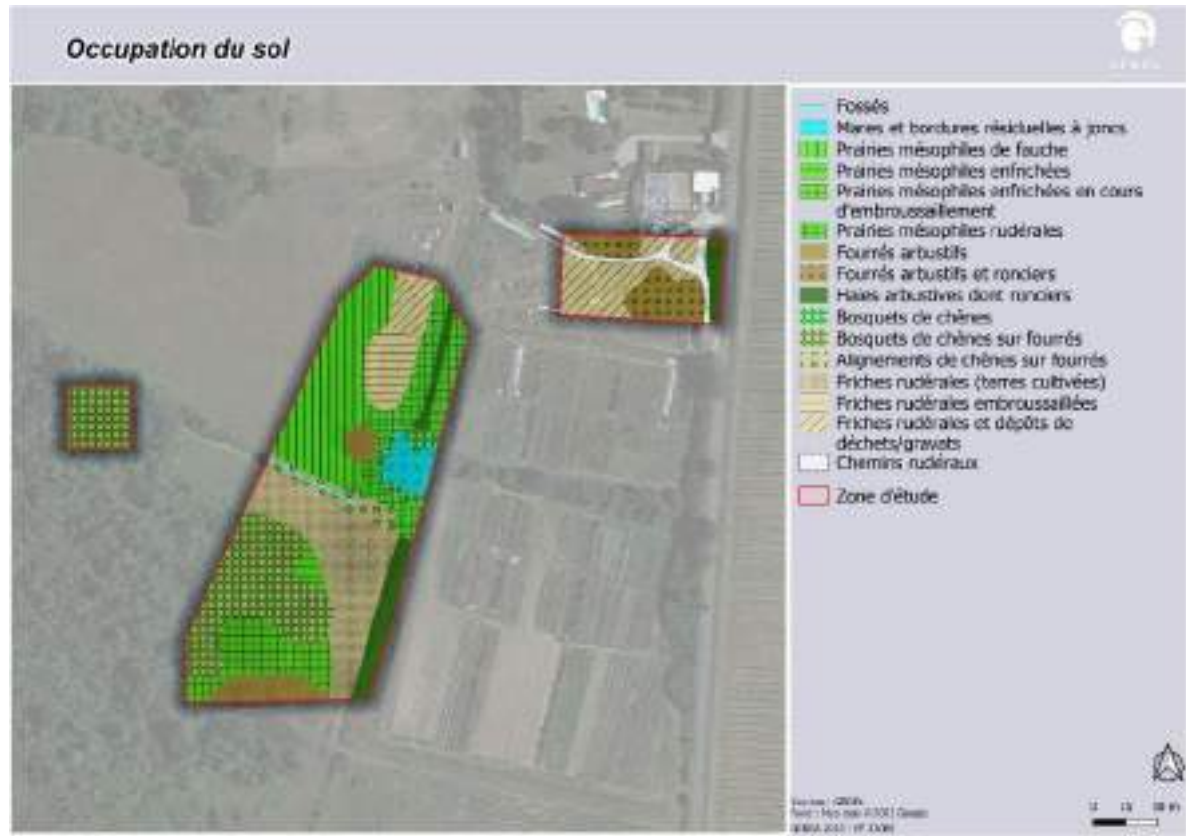 Occupation du sol
Fossés
Mares et bordures résiduelles à joncs
Prairies mésophiles de fauche
Prairies mésophiles enfrichées
Prairies mésophiles enfrichées en cours
d'embroussaillement
Prairies mésophiles rudérales
Fourrés arbustifs
Fourrés arbustifs et ronciers
Haies arbustives dont ronciers
Bosquets de chênes
Bosquets de chênes sur fourrés
Alignements de chênes sur fourrés
Friches rudérales (terres cultivées)
Friches rudérales embroussaillées
Friches rudérales et dépôts de
déchets/gravats
Chemins rudéraux
Zone d'étude